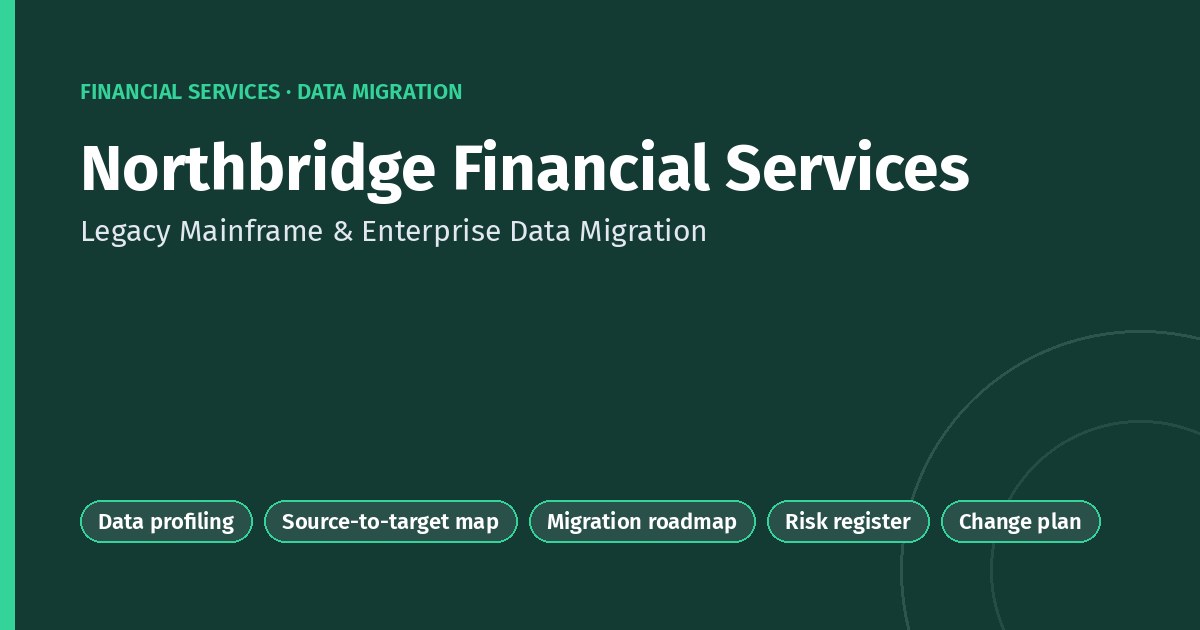 FINANCIAL SERVICES · DATA MIGRATION
Northbridge Financial Services
Legacy Mainframe & Enterprise Data Migration
Data profiling Source-to-target map Migration roadmap Risk register Change plan